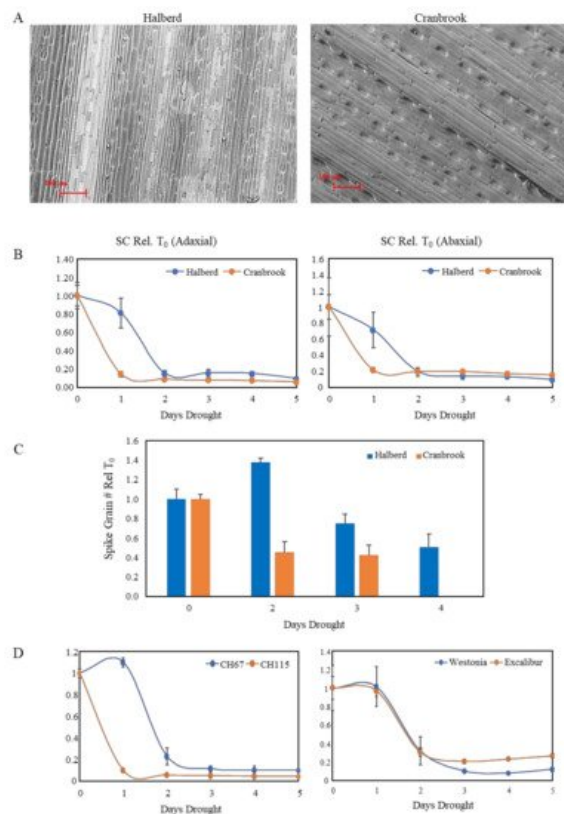 A
Halberd
Cranbrook
SC Rel. T₀ (Adaxial)
SC Rel. T₀ (Abaxial)
B
1.40
1.20
1.00
0.80
0.60
0.40
0.20
0.00
Halberd
Cranbrook
0 1 2 3 4 5
Days Drought
1.6
1.4
1.2
1
0.8
0.6
0.4
0.2
0
Halberd
Cranbrook
0 1 2 3 4 5
Days Drought
C
Spike Grain # Rel T₀
1.6
1.4
1.2
1.0
0.8
0.6
0.4
0.2
0.0
Halberd
Cranbrook
0 2 3 4
Days Drought
D
1.2
1
0.8
0.6
0.4
0.2
0
CH67
CH115
0 1 2 3 4 5
Days Drought
1.4
1.2
1
0.8
0.6
0.4
0.2
0
Westonia
Excalibur
0 1 2 3 4 5
Days Drought